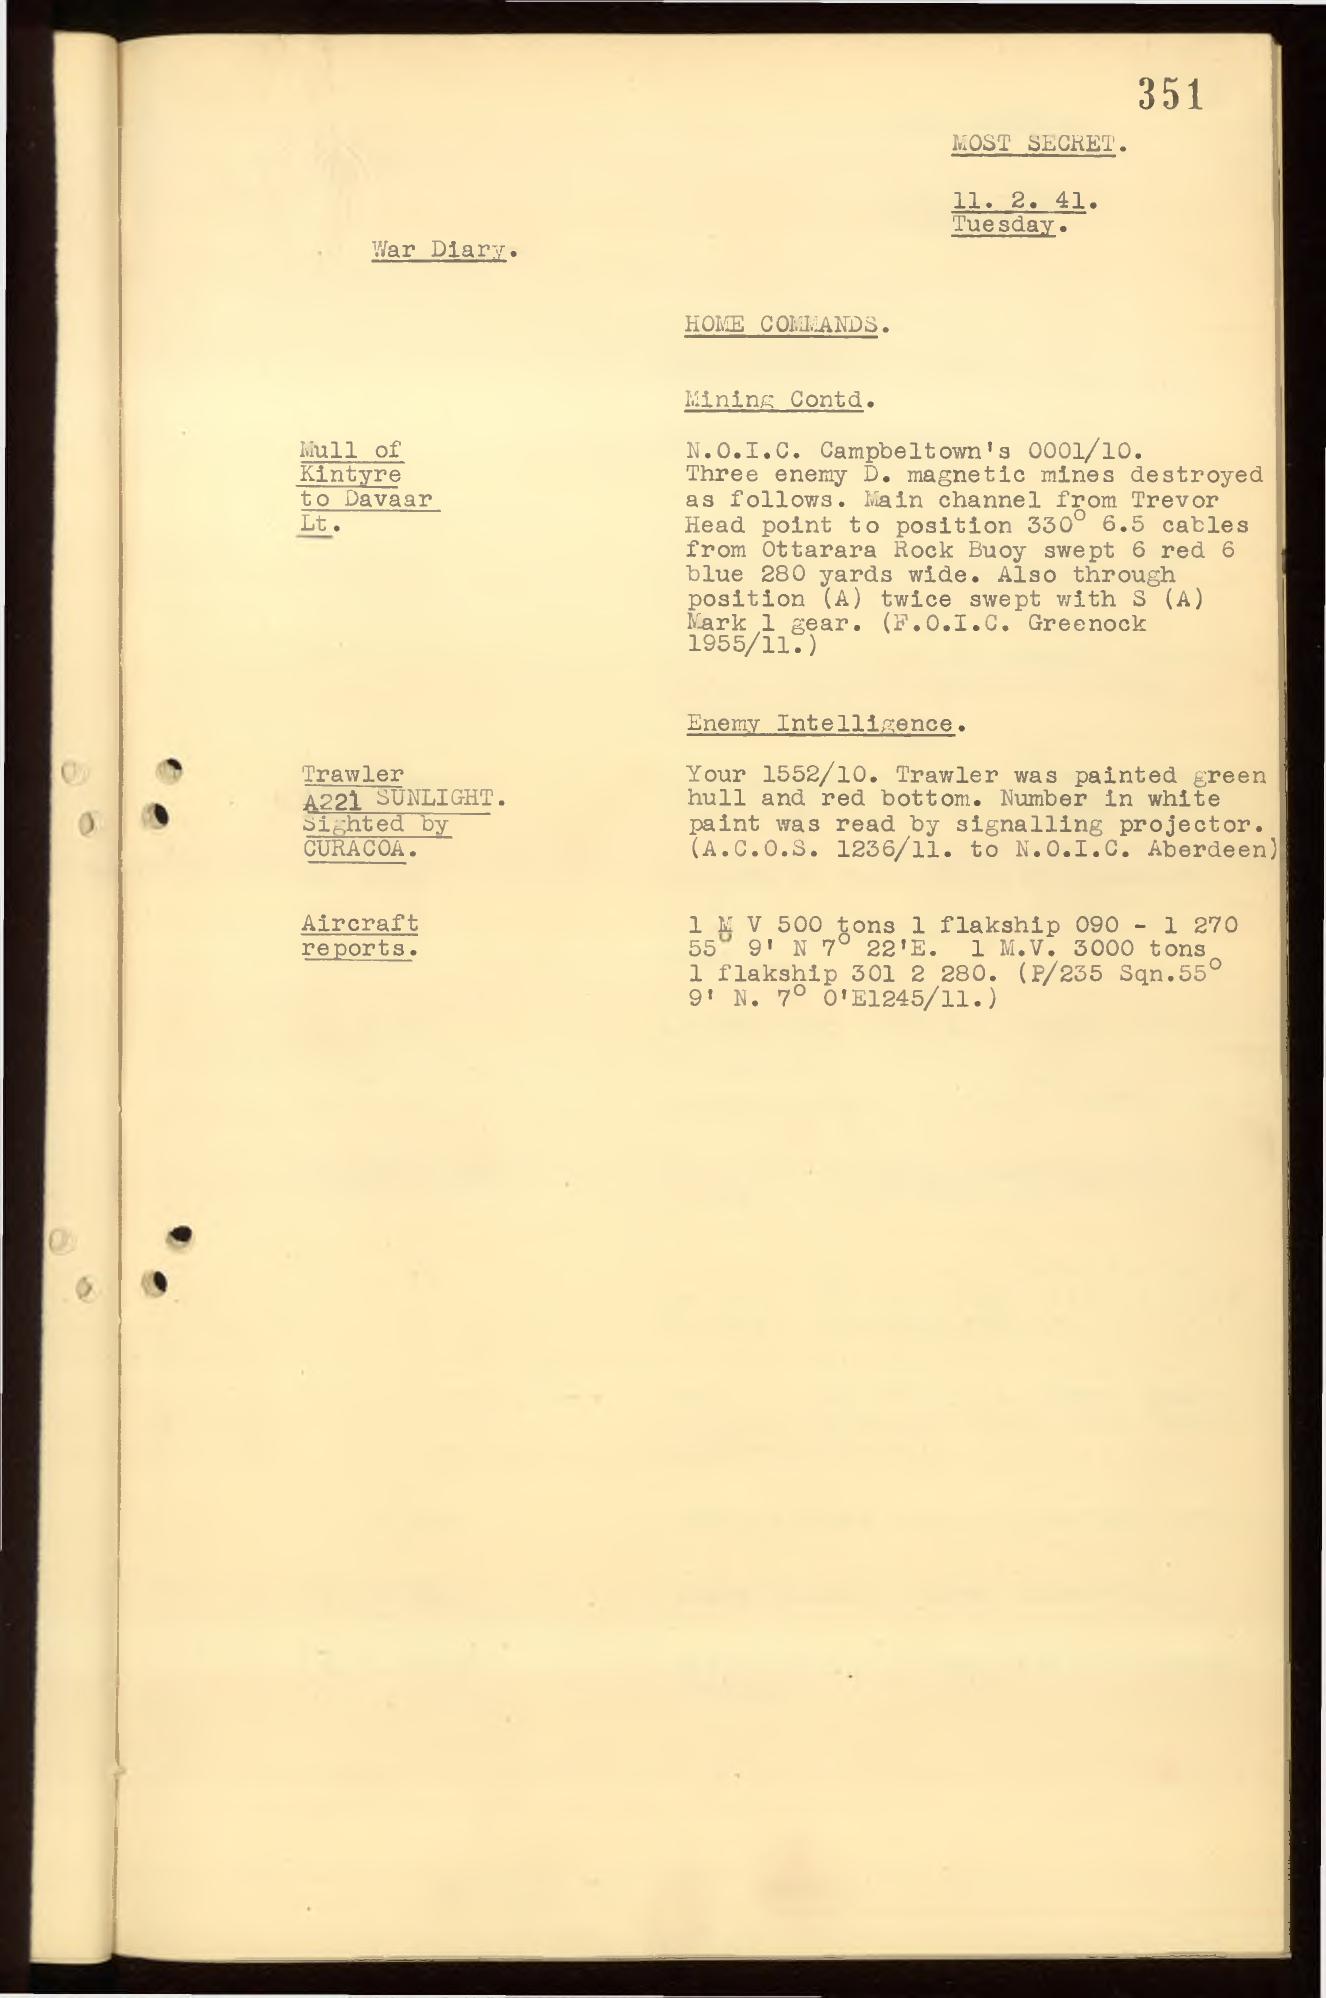 351
MOST SECRET.
11. 2. 41.
Tuesday.
War Diary.
HOME COMMANDS.
Mining Contd.
Mull of
Kintyre
to Davaar
Lt.
N.O.I.C. Campbeltown's 0001/10.
Three enemy D. magnetic mines destroyed
as follows. Main channel from Trevor
Head point to position 330° 6.5 cables
from Ottarara Rock Buoy swept 6 red 6
blue 280 yards wide. Also through
position (A) twice swept with S (A)
Mark 1 gear. (F.O.I.C. Greenock
1955/11.)
Enemy Intelligence.
Trawler
A221 SUNLIGHT.
Sighted by
CURACOA.
Your 1552/10. Trawler was painted green
hull and red bottom. Number in white
paint was read by signalling projector.
(A.C.O.S. 1236/11. to N.O.I.C. Aberdeen)
Aircraft
reports.
1 M V 500 tons 1 flakship 090 - 1 270
55° 9' N 7° 22'E. 1 M.V. 3000 tons
1 flakship 301 2 280. (P/235 Sqn.55°
9' N. 7° 0'E1245/11.)